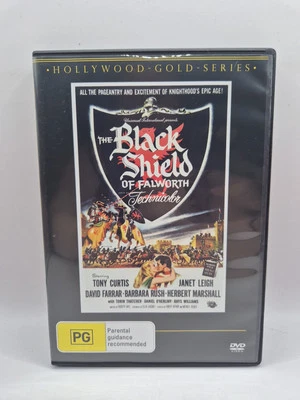 HOLLYWOOD·GOLD·SERIES
ALL THE PAGEANTRY AND EXCITEMENT OF KNIGHTHOOD'S EPIC AGE!
Universal-International presents
THE Black
Shield
OF FALWORTH
Technicolor
Starring
TONY CURTIS JANET LEIGH
DAVID FARRAR·BARBARA RUSH·HERBERT MARSHALL
PG
Parental
guidance
recommended
DVD